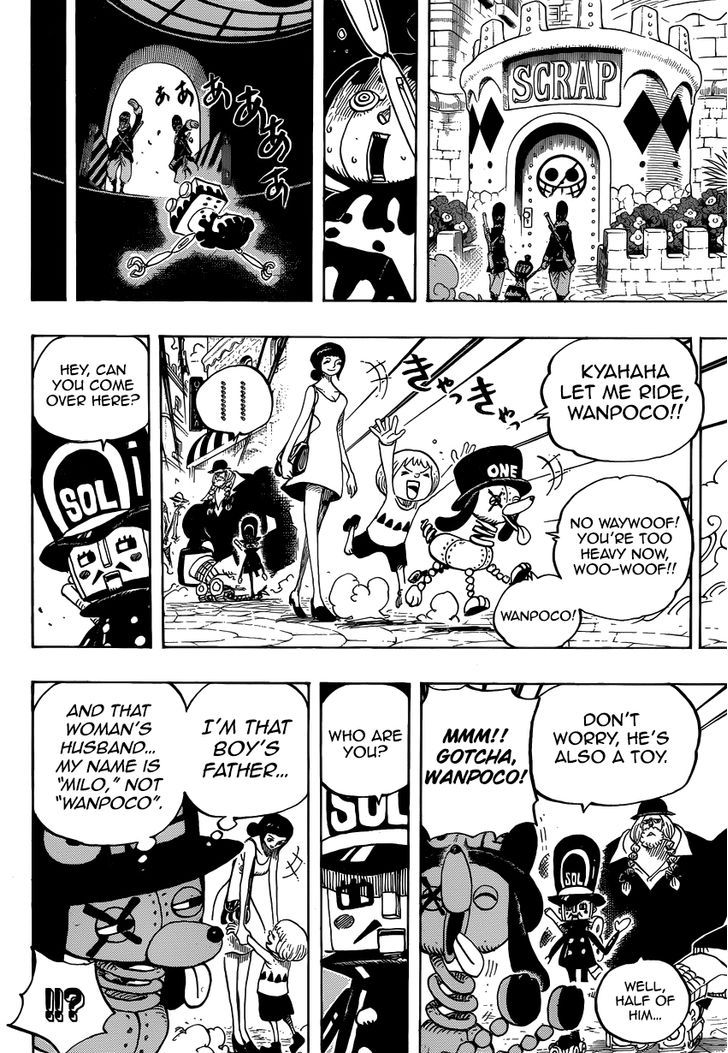 SCRAP
ああああああ
KYAHAHA
LET ME RIDE,
WANPOCO!!
きゃっ
きゃっ
ONE
NO WAYWOOF!
YOU'RE TOO
HEAVY NOW,
WOO-WOOF!!
WANPOCO!
!!
HEY, CAN
YOU COME
OVER HERE?
SOL
DON'T
WORRY, HE'S
ALSO A TOY.
MMM!!
GOTCHA,
WANPOCO!
SOL
WELL,
HALF OF
HIM...
WHO ARE
YOU?
SOL
I'M THAT
BOY'S
FATHER...
AND THAT
WOMAN'S
HUSBAND...
MY NAME IS
"MILO," NOT
"WANPOCO".
!!?